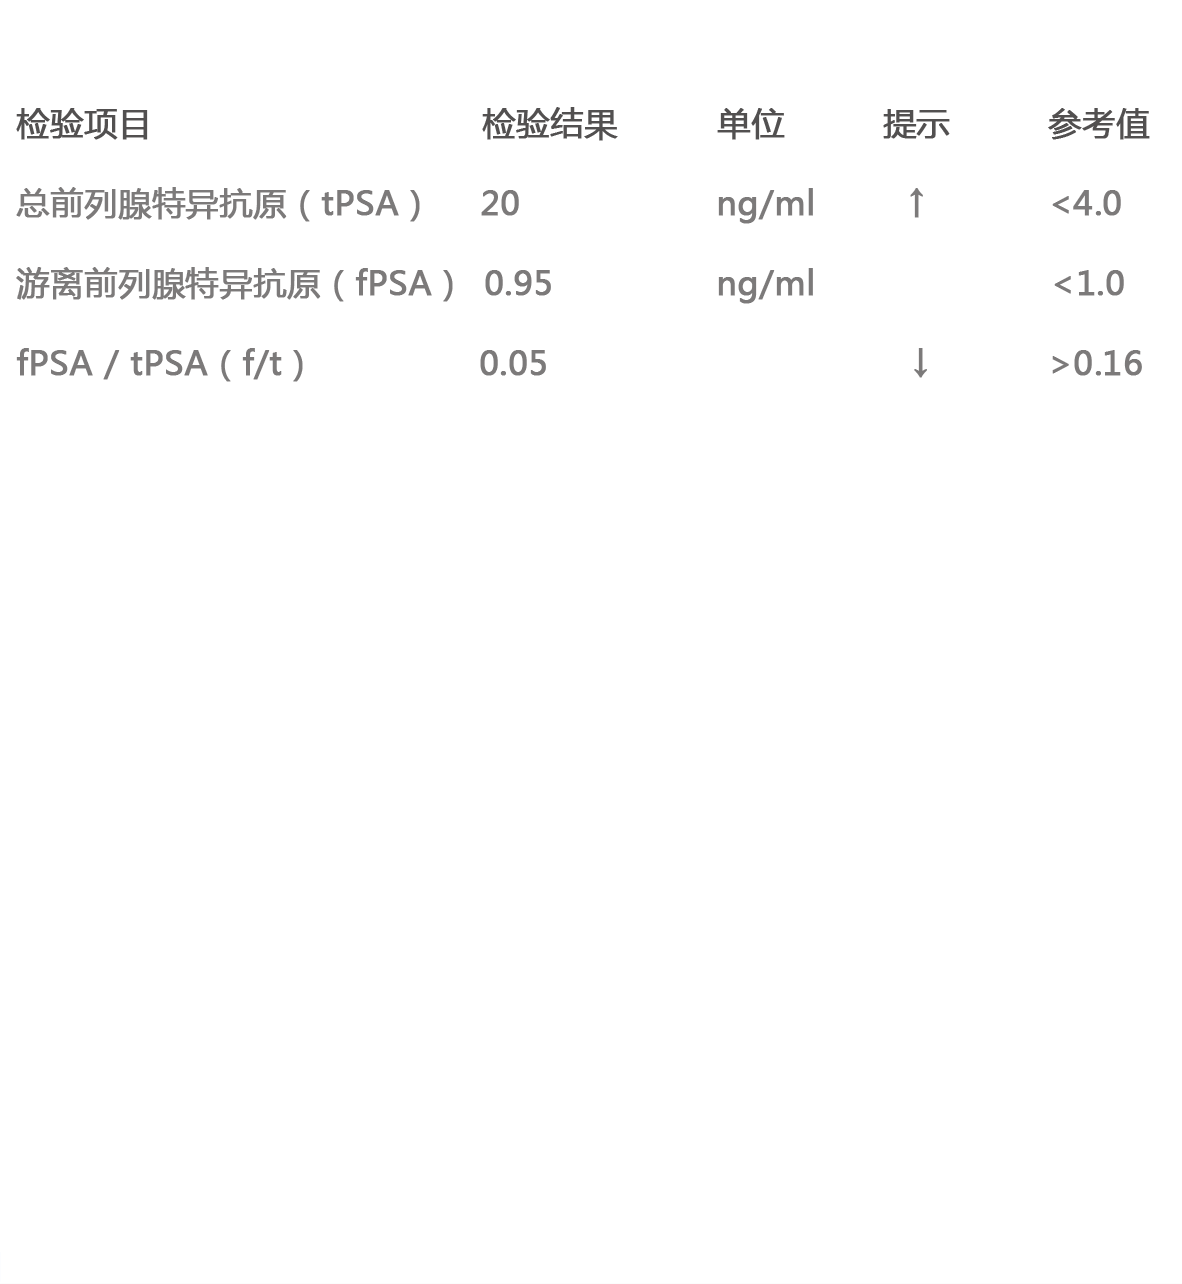 检验项目 检验结果 单位 提示 参考值
总前列腺特异抗原（tPSA） 20 ng/ml ↑ <4.0
游离前列腺特异抗原（fPSA） 0.95 ng/ml <1.0
fPSA / tPSA（f/t） 0.05 ↓ >0.16